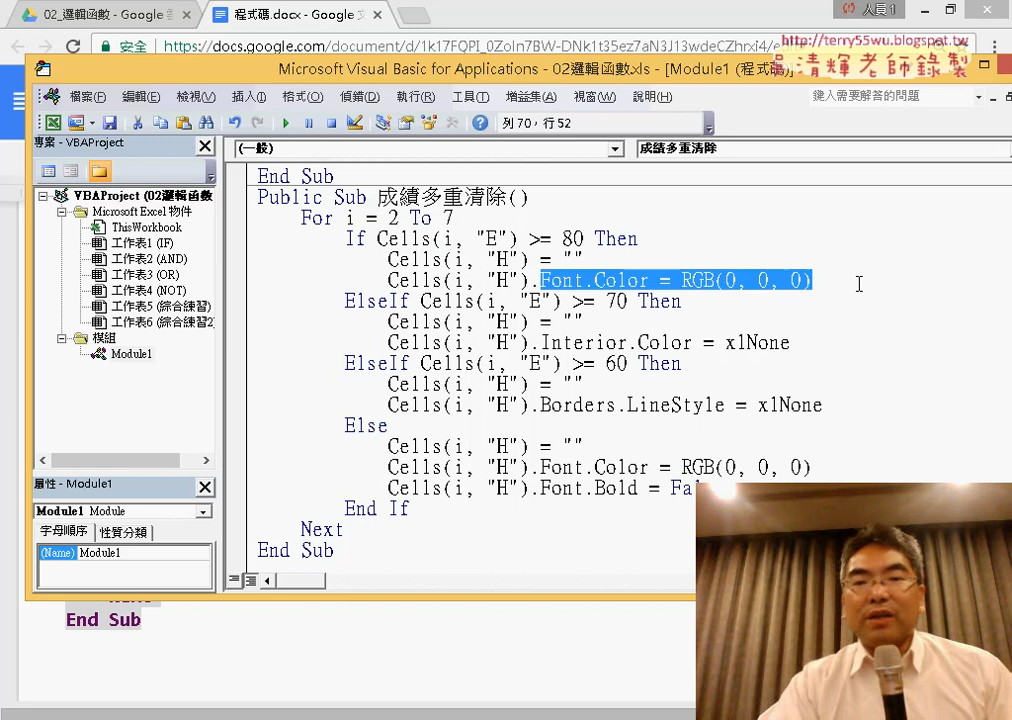 02_邏輯函數 - Google 雲
程式碼.docx - Google 文
人員1
安全
https://docs.google.com/document/d/1k17FQPI_0ZoIn7BW-DNk1t35ez7aN3J13wdeCZhrxi4/e
http://terry55wu.blogspot.tw
吳清輝老師錄製
Microsoft Visual Basic for Applications - 02邏輯函數.xls - [Module1 (程式碼)]
檔案(F) 編輯(E) 檢視(V) 插入(I) 格式(O) 偵錯(D) 執行(R) 工具(T) 增益集(A) 視窗(W) 說明(H)
鍵入需要解答的問題
列 70，行 52
專案 - VBAProject
(一般)
成績多重清除
VBAProject (02邏輯函數
Microsoft Excel 物件
ThisWorkbook
工作表1 (IF)
工作表2 (AND)
工作表3 (OR)
工作表4 (NOT)
工作表5 (綜合練習)
工作表6 (綜合練習2)
模組
Module1
屬性 - Module1
Module1 Module
字母順序 性質分類
(Name) Module1
End Sub
Public Sub 成績多重清除()
For i = 2 To 7
If Cells(i, "E") >= 80 Then
Cells(i, "H") = ""
Cells(i, "H").Font.Color = RGB(0, 0, 0)
ElseIf Cells(i, "E") >= 70 Then
Cells(i, "H") = ""
Cells(i, "H").Interior.Color = xlNone
ElseIf Cells(i, "E") >= 60 Then
Cells(i, "H") = ""
Cells(i, "H").Borders.LineStyle = xlNone
Else
Cells(i, "H") = ""
Cells(i, "H").Font.Color = RGB(0, 0, 0)
Cells(i, "H").Font.Bold = Fal
End If
Next
End Sub
End Sub